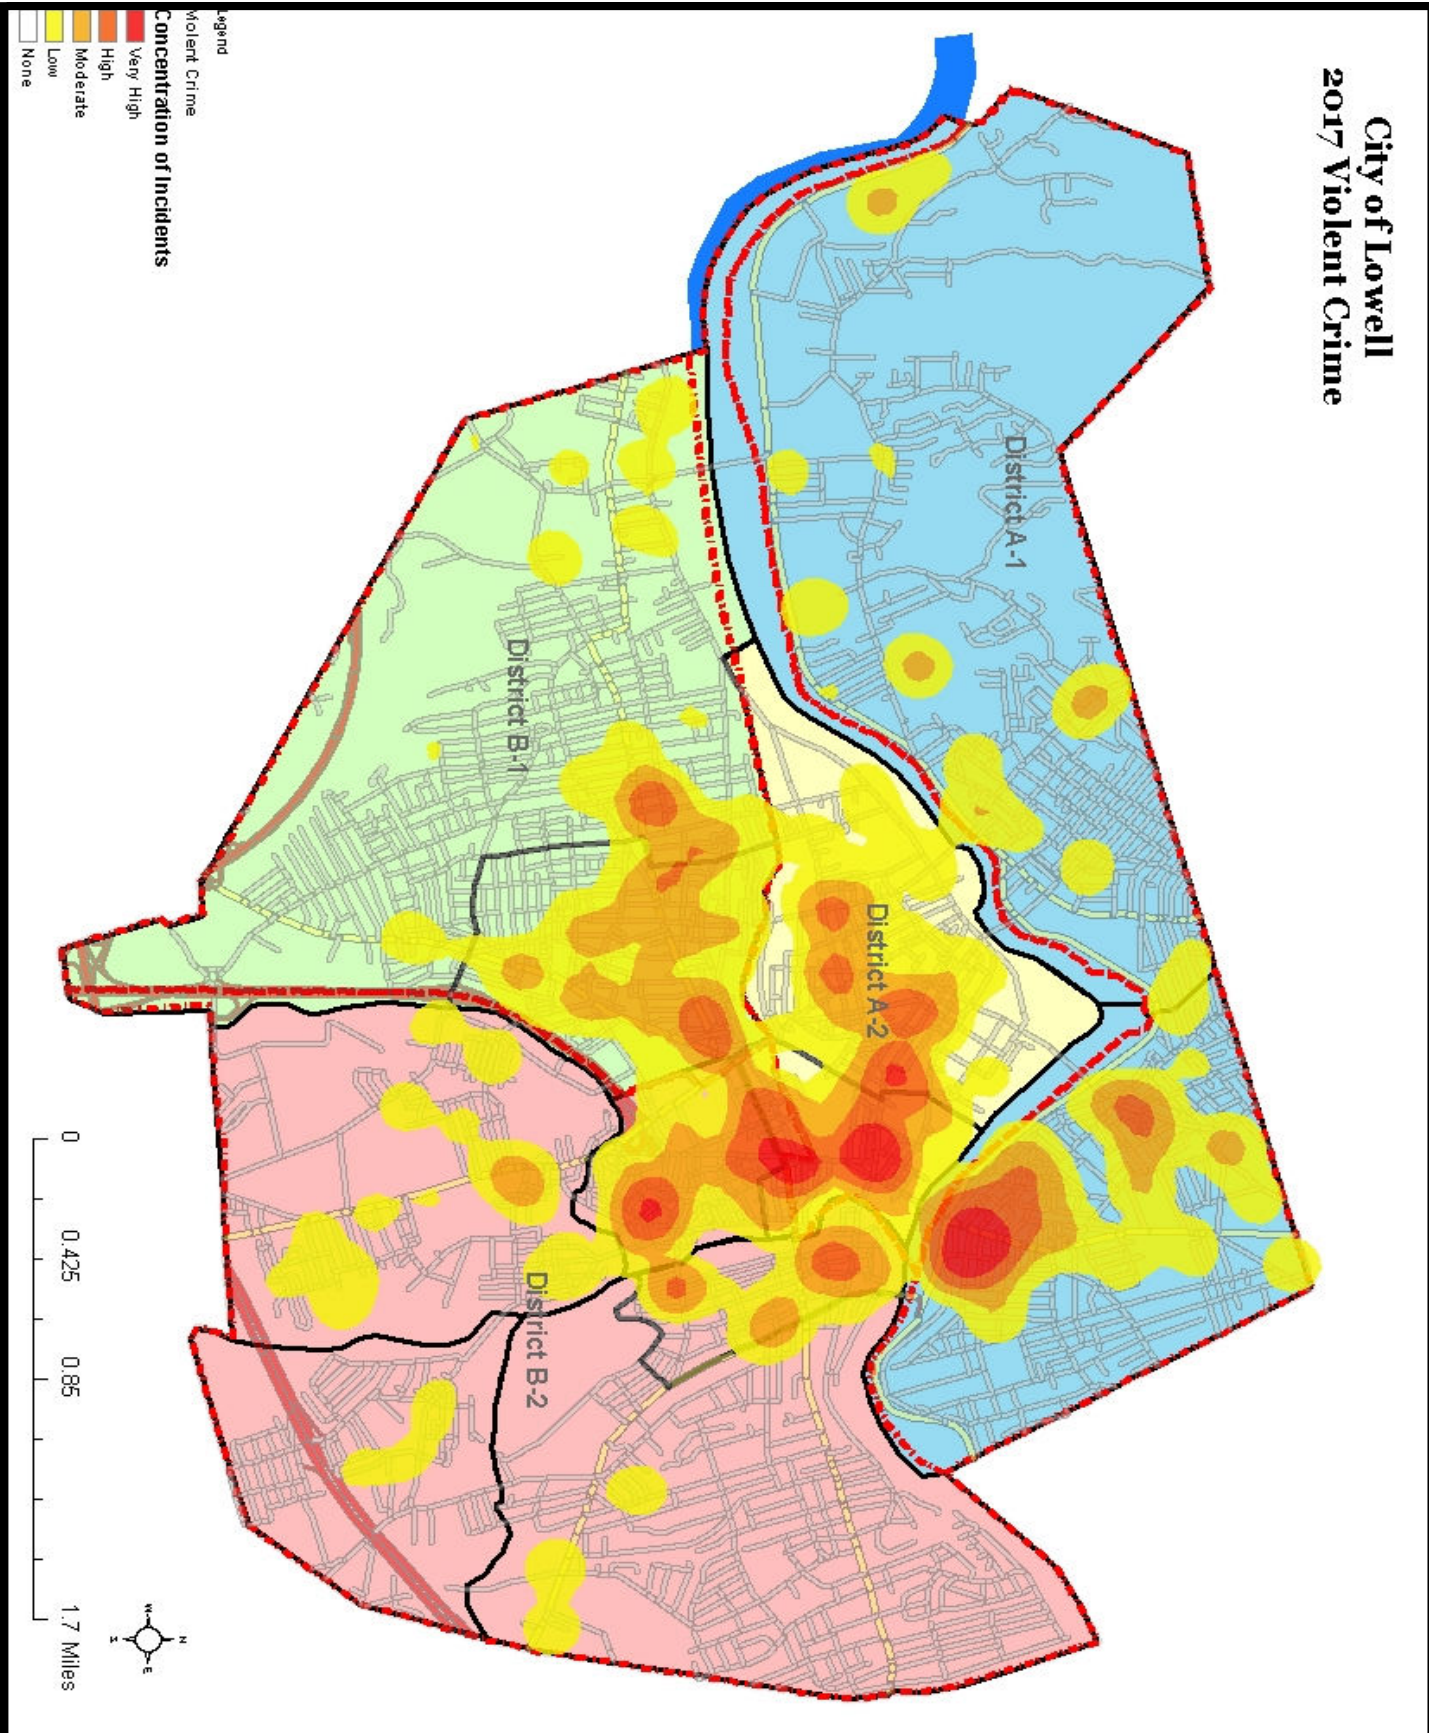 City of Lowell
2017 Violent Crime
Legend
Violent Crime
Concentration of Incidents
Very High
High
Moderate
Low
None
District A-1
District A-2
District B-1
District B-2
0 0.425 0.85 1.7 Miles
N
W
E
S